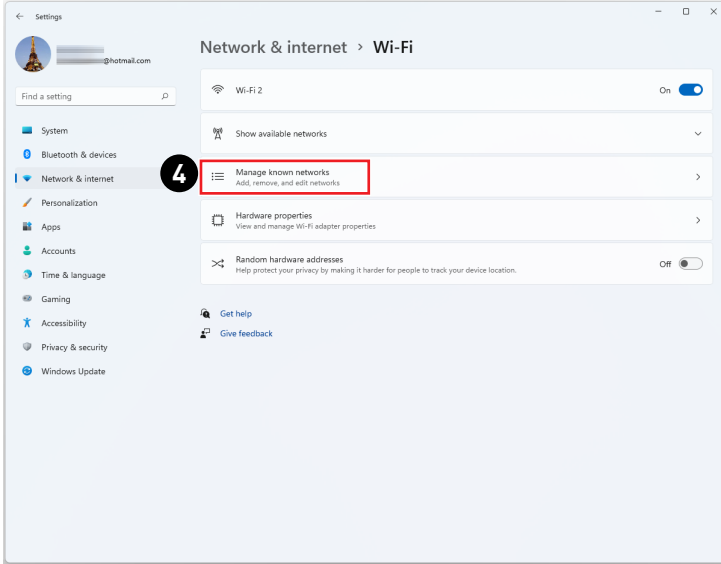 Settings
@hotmail.com
Find a setting
System
Bluetooth & devices
Network & internet
Personalization
Apps
Accounts
Time & language
Gaming
Accessibility
Privacy & security
Windows Update
Network & internet > Wi-Fi
Wi-Fi 2
On
Show available networks
4
Manage known networks
Add, remove, and edit networks
Hardware properties
View and manage Wi-Fi adapter properties
Random hardware addresses
Help protect your privacy by making it harder for people to track your device location.
Off
Get help
Give feedback